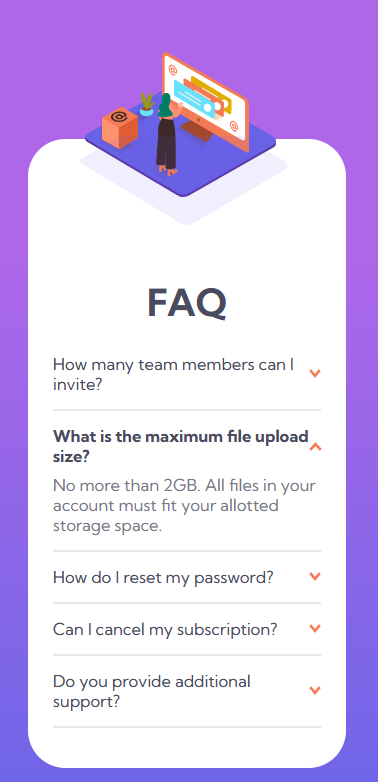 FAQ
How many team members can I
invite?
What is the maximum file upload
size?
No more than 2GB. All files in your
account must fit your allotted
storage space.
How do I reset my password?
Can I cancel my subscription?
Do you provide additional
support?